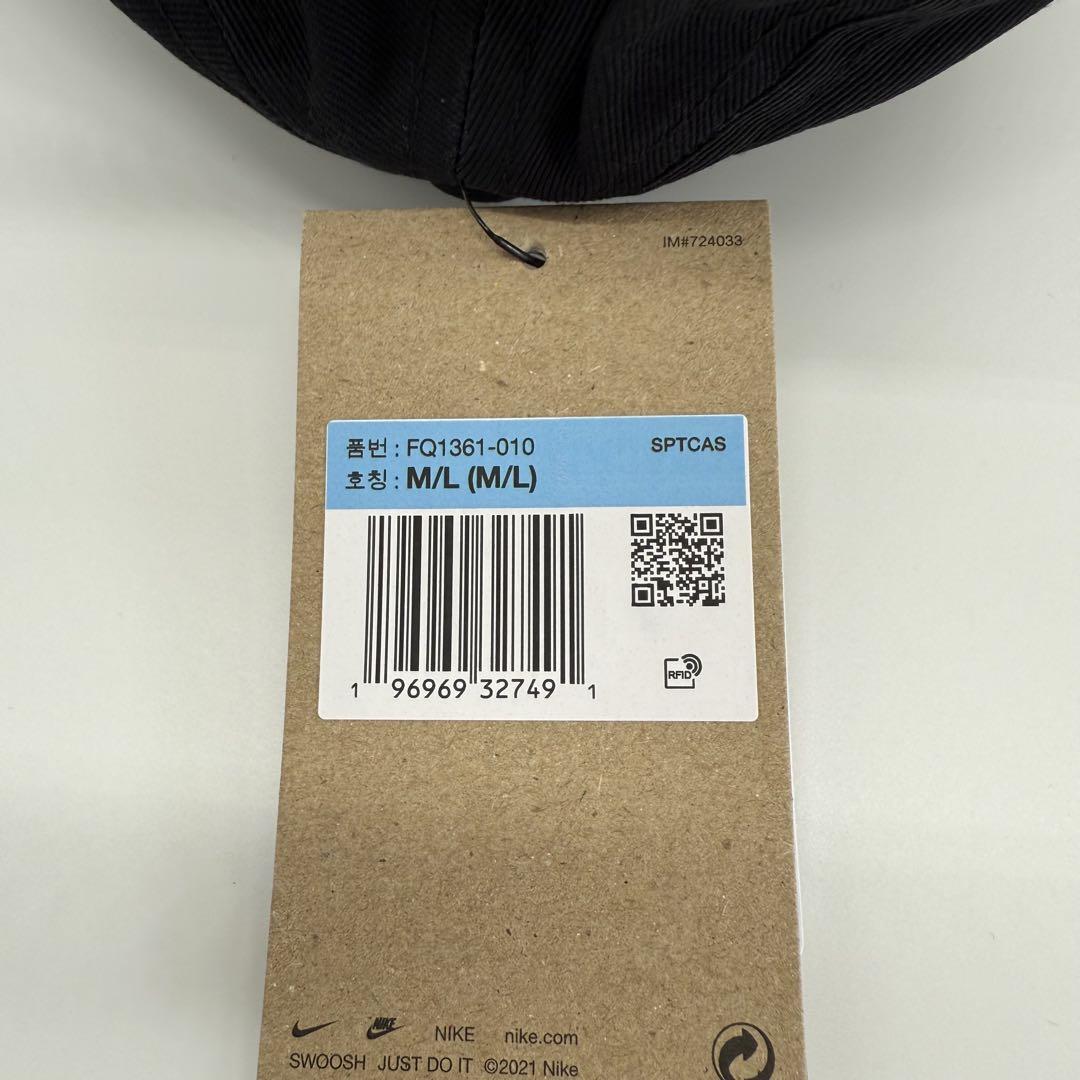 IM#724033
품번 : FQ1361-010 SPTCAS
호칭 : M/L (M/L)
RFID
1 96969 32749 1
NIKE NIKE nike.com
SWOOSH JUST DO IT ©2021 Nike